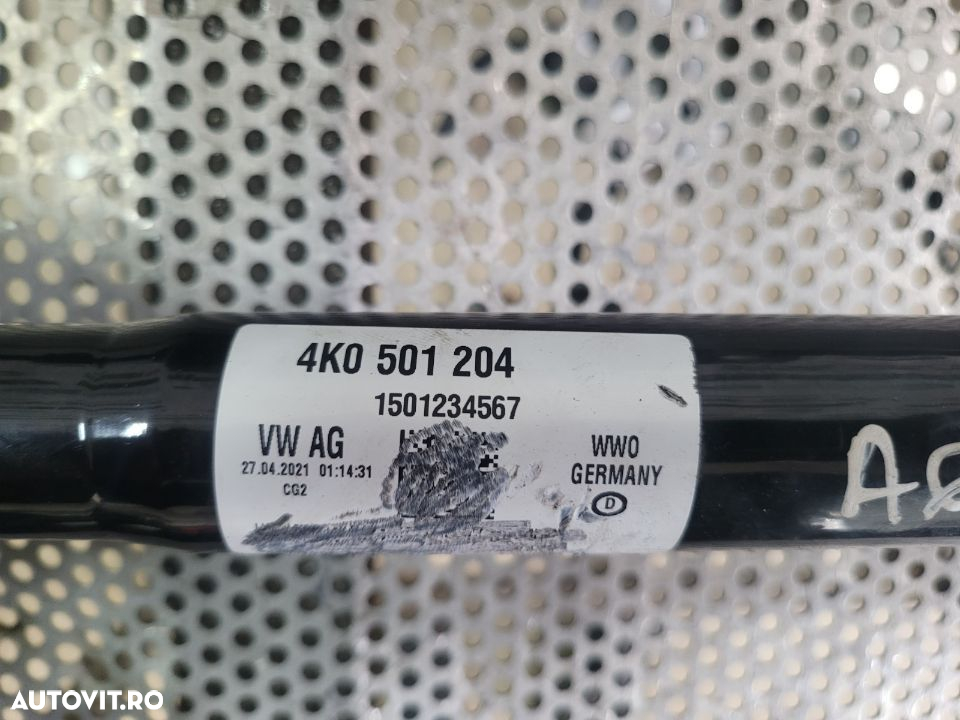 4K0 501 204
1501234567
VW AG
27.04.2021 01:14:31
CG2
WWO
GERMANY
D
AUTOVIT.RO